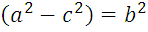 (a² − c²) = b²